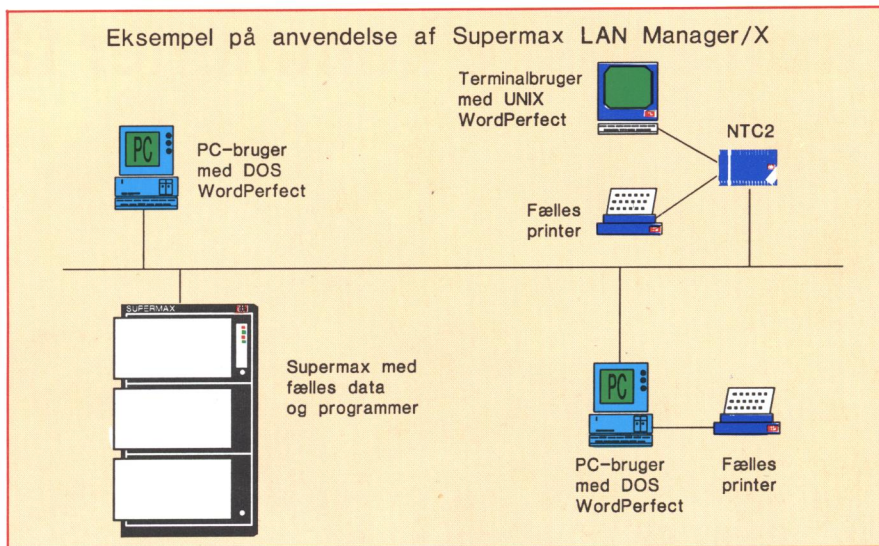 Eksempel på anvendelse af Supermax LAN Manager/X
PC
PC-bruger
med DOS
WordPerfect
Terminalbruger
med UNIX
WordPerfect
NTC2
Fælles
printer
SUPERMAX
Supermax med
fælles data
og programmer
PC
PC-bruger
med DOS
WordPerfect
Fælles
printer